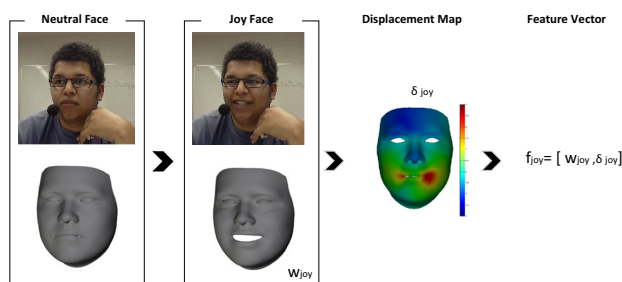 Neutral Face
Joy Face
Displacement Map
Feature Vector
δ joy
f joy= [ w joy ,δ joy]
w joy